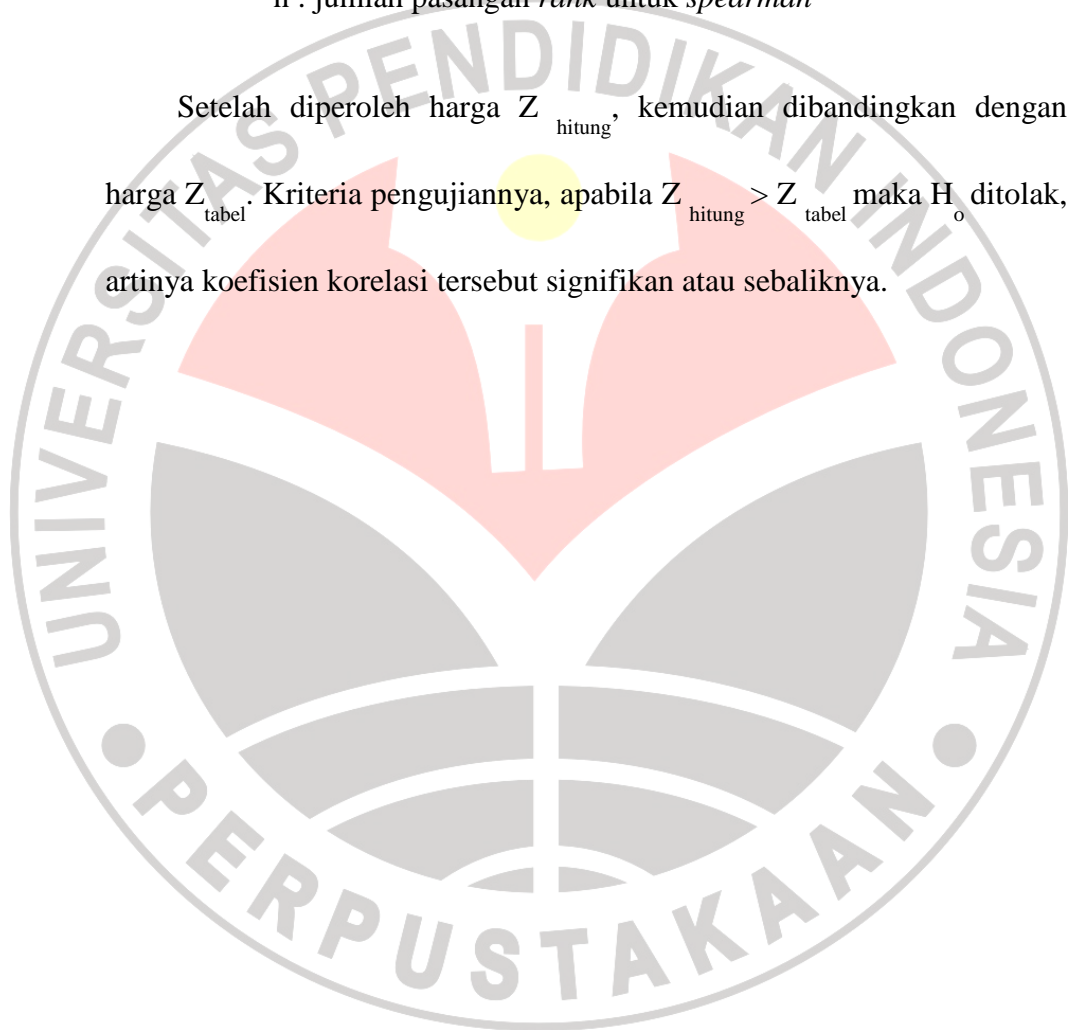 n : jumlah pasangan rank untuk spearman
Setelah diperoleh harga Z hitung, kemudian dibandingkan dengan
harga Z tabel. Kriteria pengujiannya, apabila Z hitung > Z tabel maka Ho ditolak,
artinya koefisien korelasi tersebut signifikan atau sebaliknya.
UNIVERSITAS PENDIDIKAN INDONESIA
PERPUSTAKAAN